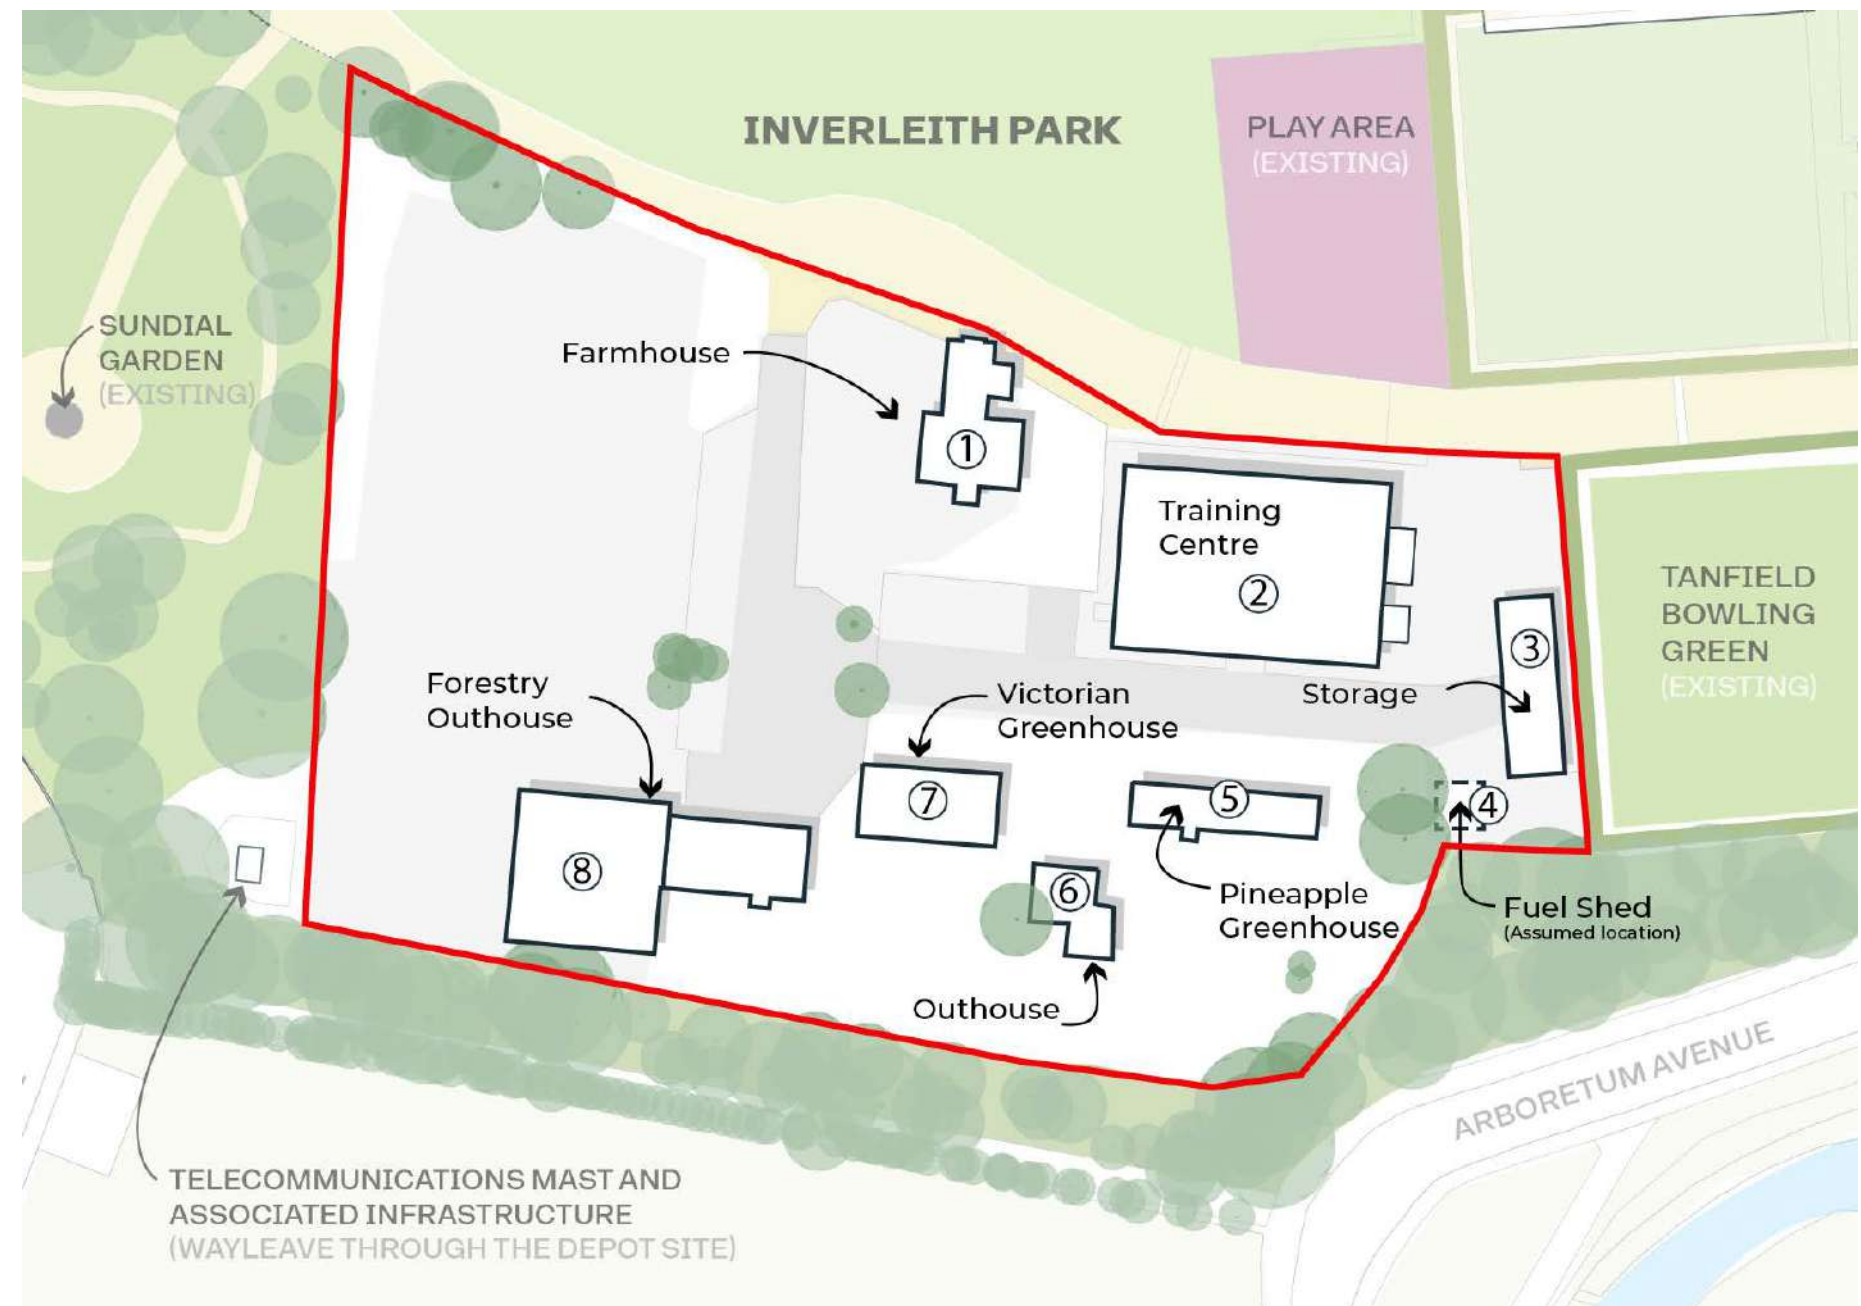 INVERLEITH PARK
PLAY AREA
(EXISTING)
SUNDIAL
GARDEN
(EXISTING)
Farmhouse
①
Training
Centre
②
TANFIELD
BOWLING
GREEN
(EXISTING)
③
Storage
Forestry
Outhouse
Victorian
Greenhouse
⑦
⑤
④
⑧
⑥
Pineapple
Greenhouse
Fuel Shed
(Assumed location)
Outhouse
ARBORETUM AVENUE
TELECOMMUNICATIONS MAST AND
ASSOCIATED INFRASTRUCTURE
(WAYLEAVE THROUGH THE DEPOT SITE)